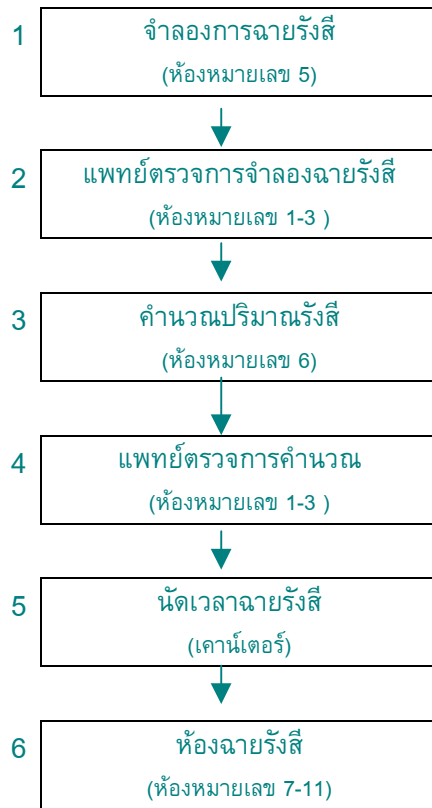 1
จำลองการฉายรังสี
(ห้องหมายเลข 5)
2
แพทย์ตรวจการจำลองฉายรังสี
(ห้องหมายเลข 1-3 )
3
คำนวณปริมาณรังสี
(ห้องหมายเลข 6)
4
แพทย์ตรวจการคำนวณ
(ห้องหมายเลข 1-3 )
5
นัดเวลาฉายรังสี
(เคาน์เตอร์)
6
ห้องฉายรังสี
(ห้องหมายเลข 7-11)